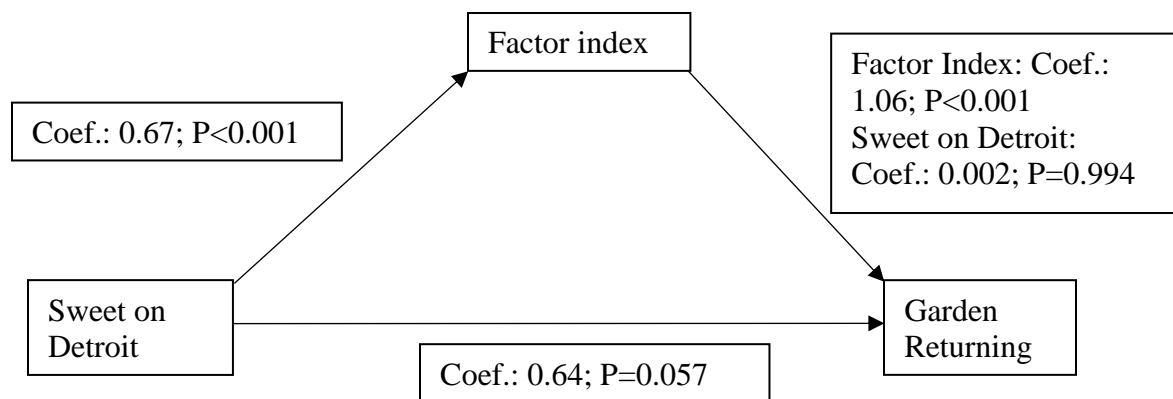 Factor index
Factor Index: Coef.:
1.06; P<0.001
Sweet on Detroit:
Coef.: 0.002; P=0.994
Coef.: 0.67; P<0.001
Sweet on
Detroit
Garden
Returning
Coef.: 0.64; P=0.057